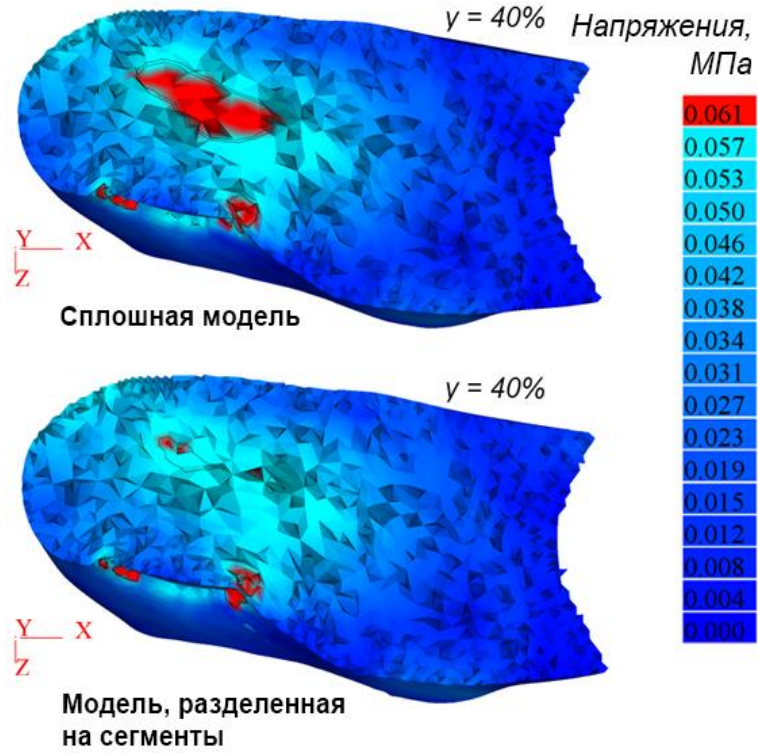 y = 40%
Напряжения,
МПа
0.061
0.057
0.053
0.050
0.046
0.042
0.038
0.034
0.031
0.027
0.023
0.019
0.015
0.012
0.008
0.004
0.000
Y X
Z
Сплошная модель
y = 40%
Y X
Z
Модель, разделенная
на сегменты